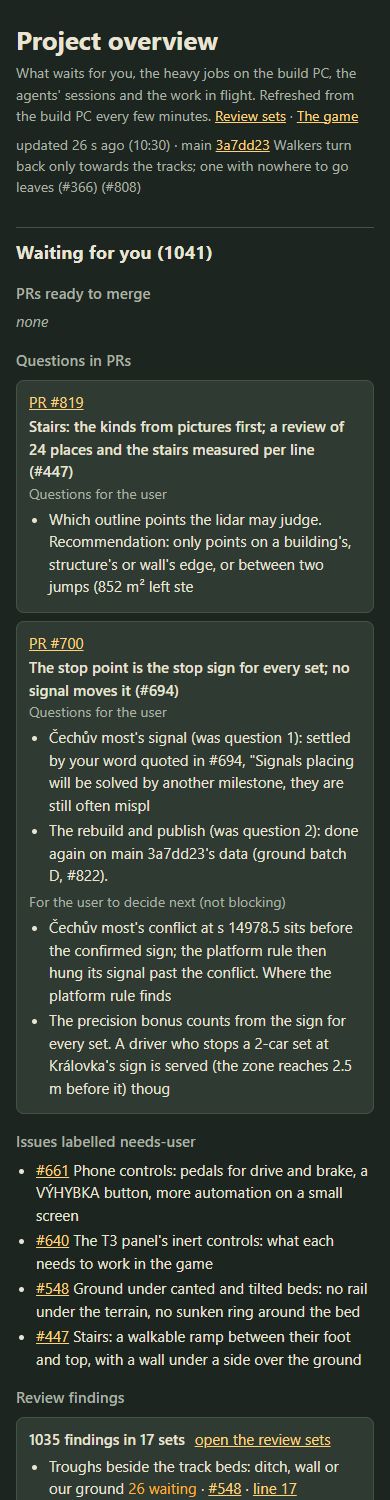 Project overview
What waits for you, the heavy jobs on the build PC, the
agents' sessions and the work in flight. Refreshed from
the build PC every few minutes. Review sets · The game
updated 26 s ago (10:30) · main 3a7dd23 Walkers turn
back only towards the tracks; one with nowhere to go
leaves (#366) (#808)
Waiting for you (1041)
PRs ready to merge
none
Questions in PRs
PR #819
Stairs: the kinds from pictures first; a review of
24 places and the stairs measured per line
(#447)
Questions for the user
• Which outline points the lidar may judge.
Recommendation: only points on a building's,
structure's or wall's edge, or between two
jumps (852 m² left ste
PR #700
The stop point is the stop sign for every set; no
signal moves it (#694)
Questions for the user
• Čechův most's signal (was question 1): settled
by your word quoted in #694, "Signals placing
will be solved by another milestone, they are
still often mispl
• The rebuild and publish (was question 2): done
again on main 3a7dd23's data (ground batch
D, #822).
For the user to decide next (not blocking)
• Čechův most's conflict at s 14978.5 sits before
the confirmed sign; the platform rule then
hung its signal past the conflict. Where the
platform rule finds
• The precision bonus counts from the sign for
every set. A driver who stops a 2-car set at
Královka's sign is served (the zone reaches 2.5
m before it) thoug
Issues labelled needs-user
• #661 Phone controls: pedals for drive and brake, a
VÝHYBKA button, more automation on a small
screen
• #640 The T3 panel's inert controls: what each
needs to work in the game
• #548 Ground under canted and tilted beds: no rail
under the terrain, no sunken ring around the bed
• #447 Stairs: a walkable ramp between their foot
and top, with a wall under a side over the ground
Review findings
1035 findings in 17 sets open the review sets
• Troughs beside the track beds: ditch, wall or
our ground 26 waiting · #548 · line 17